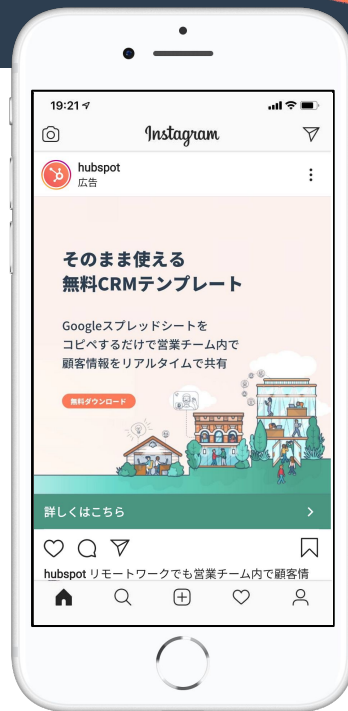 19:21
Instagram
hubspot
広告
そのまま使える
無料CRMテンプレート
Googleスプレッドシートを
コピペするだけで営業チーム内で
顧客情報をリアルタイムで共有
無料ダウンロード
詳しくはこちら
hubspot リモートワークでも営業チーム内で顧客情